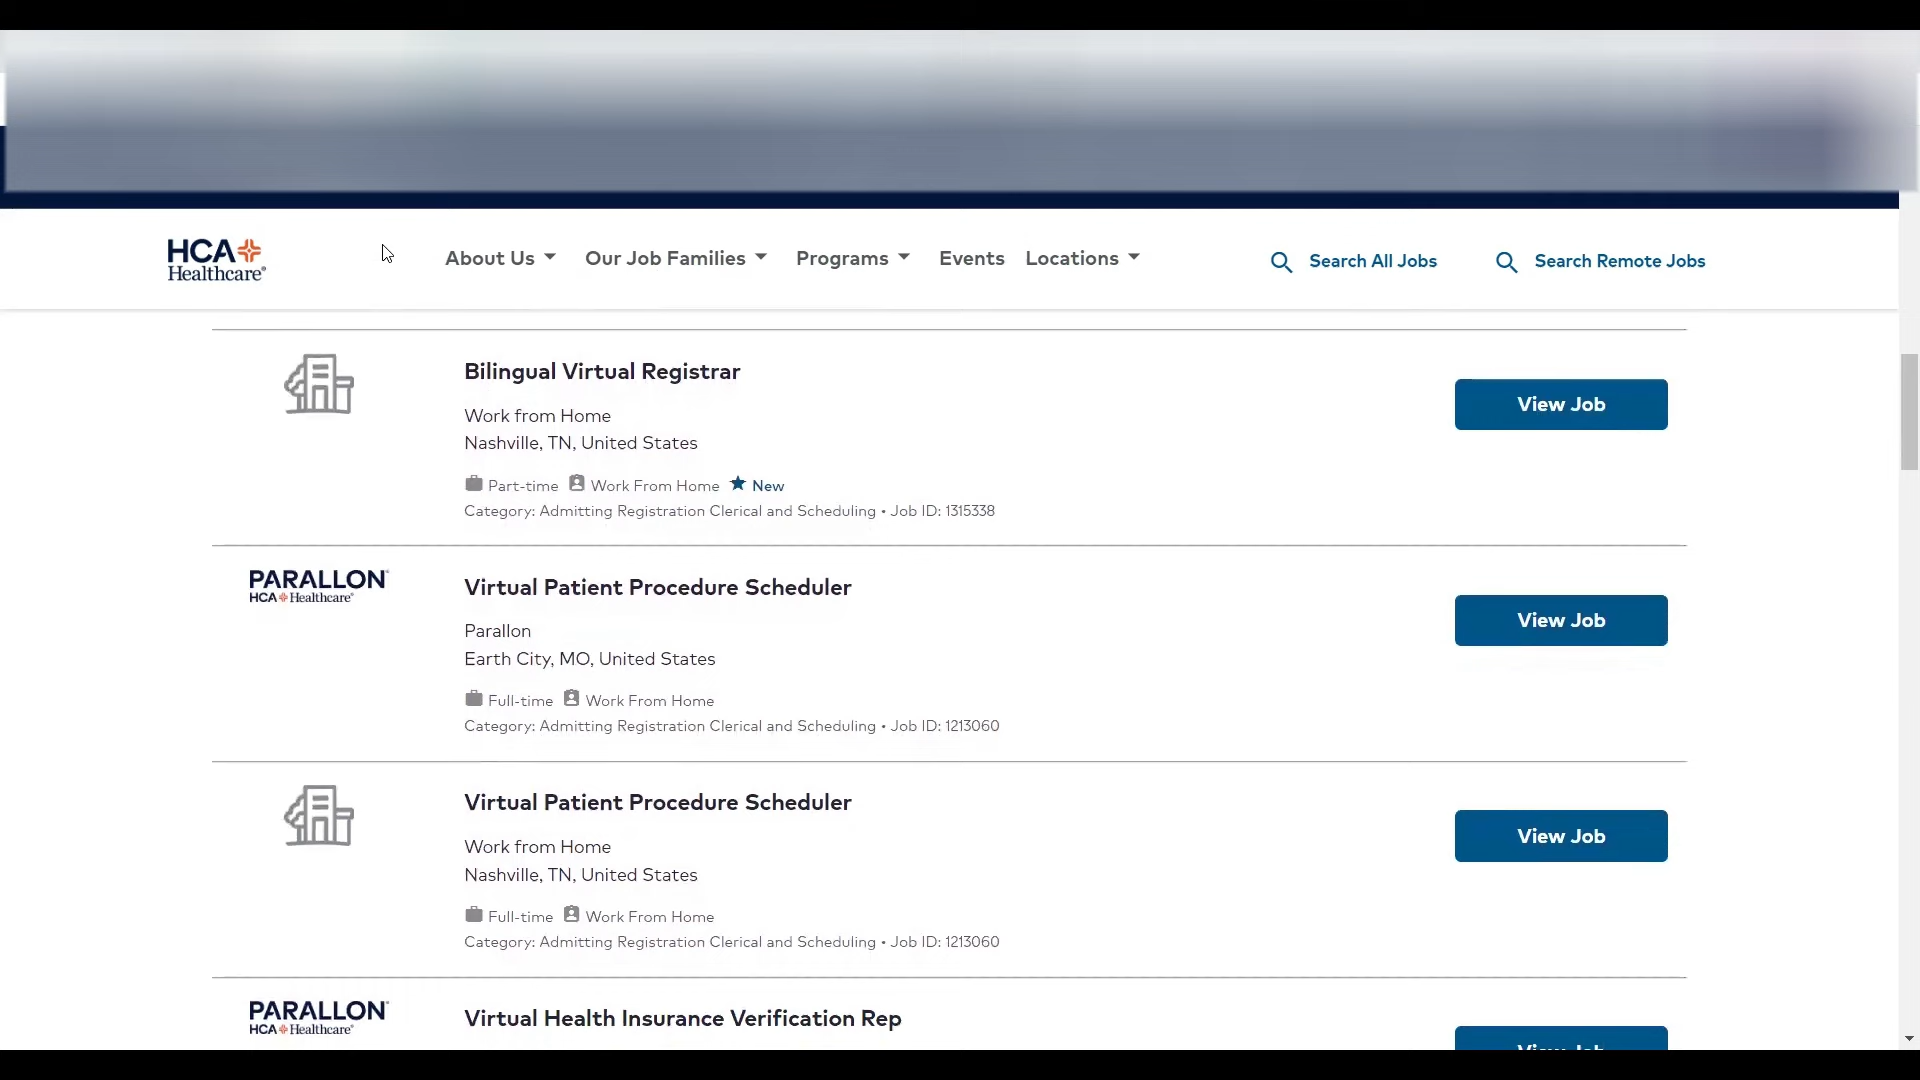 HCA
Healthcare®
About Us
Our Job Families
Programs
Events
Locations
Search All Jobs
Search Remote Jobs
Bilingual Virtual Registrar
Work from Home
Nashville, TN, United States
Part-time Work From Home New
Category: Admitting Registration Clerical and Scheduling • Job ID: 1315338
View Job
PARALLON®
HCA Healthcare®
Virtual Patient Procedure Scheduler
Parallon
Earth City, MO, United States
Full-time Work From Home
Category: Admitting Registration Clerical and Scheduling • Job ID: 1213060
View Job
Virtual Patient Procedure Scheduler
Work from Home
Nashville, TN, United States
Full-time Work From Home
Category: Admitting Registration Clerical and Scheduling • Job ID: 1213060
View Job
PARALLON®
HCA Healthcare®
Virtual Health Insurance Verification Rep
View Job